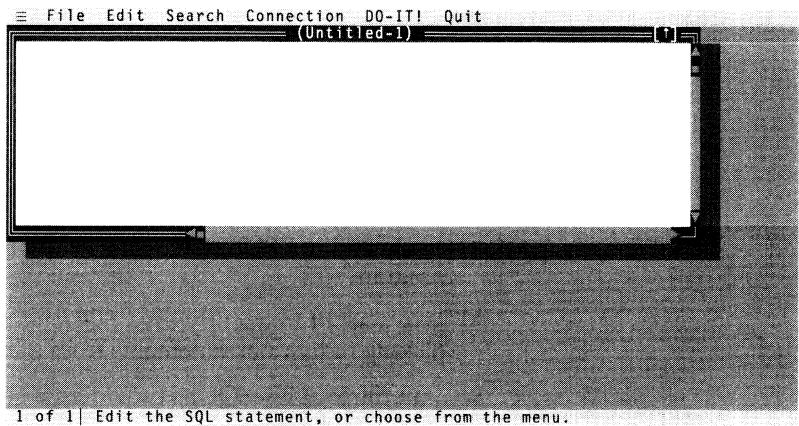 ≡ File Edit Search Connection DO-IT! Quit
(Untitled-1) [↑]
1 of 1| Edit the SQL statement, or choose from the menu.